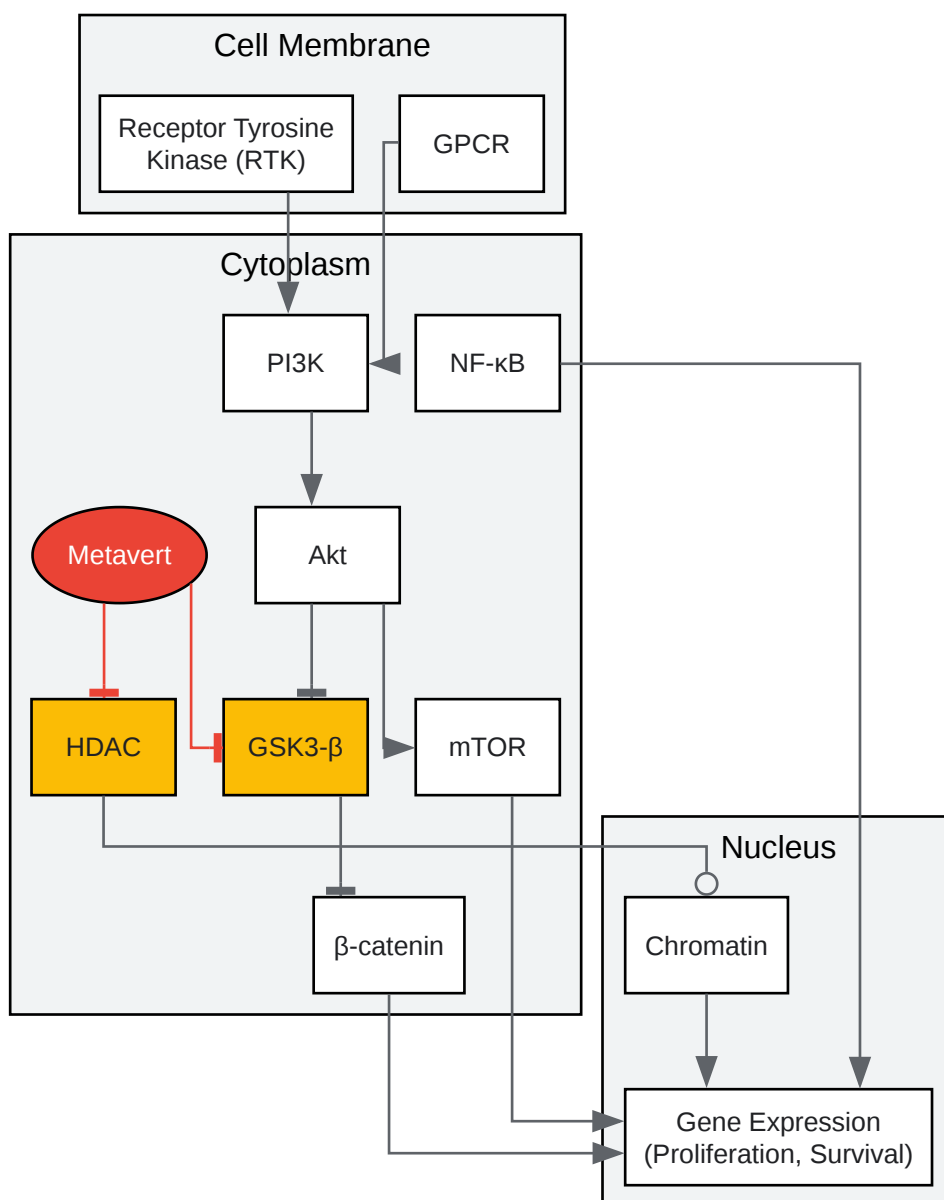 Cell Membrane
Receptor Tyrosine
Kinase (RTK)
GPCR
Cytoplasm
PI3K
NF-κB
Metavert
Akt
HDAC
GSK3-β
mTOR
Nucleus
β-catenin
Chromatin
Gene Expression
(Proliferation, Survival)